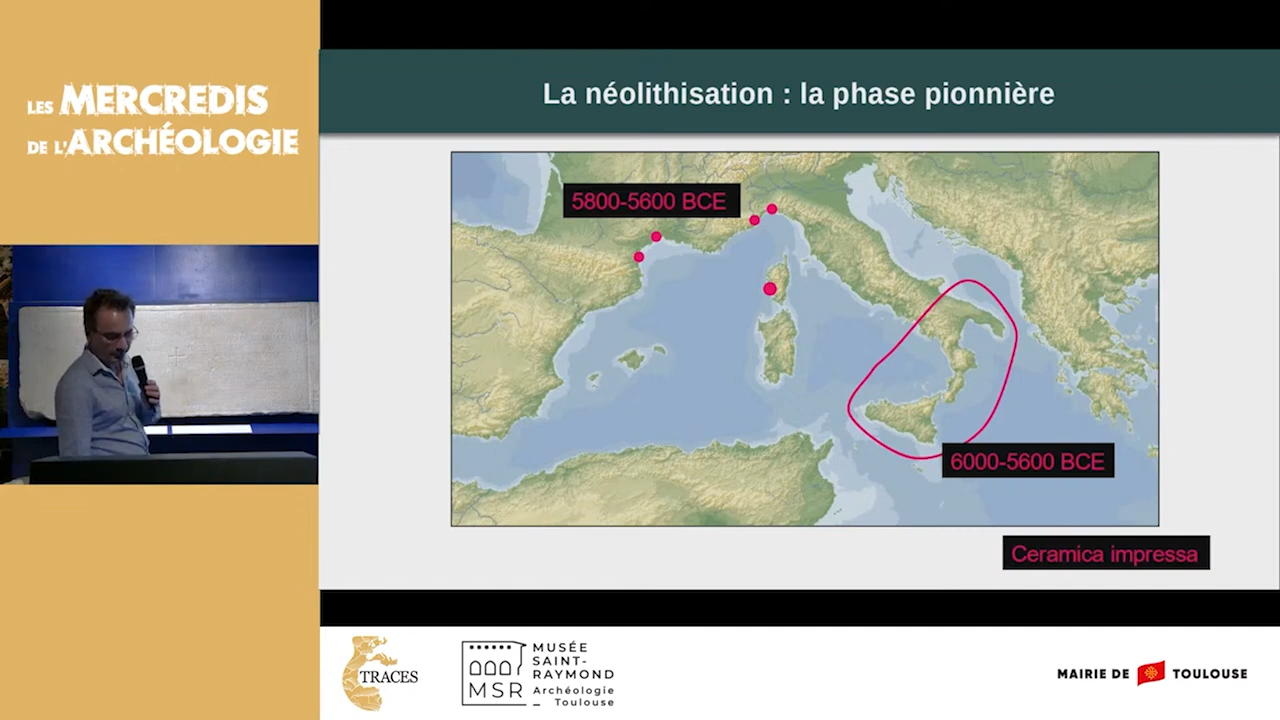 LES MERCREDIS
DE L'ARCHÉOLOGIE
La néolithisation : la phase pionnière
5800-5600 BCE
6000-5600 BCE
Ceramica impressa
TRACES
MSR
MUSÉE
SAINT-
RAYMOND
Archéologie
Toulouse
MAIRIE DE TOULOUSE